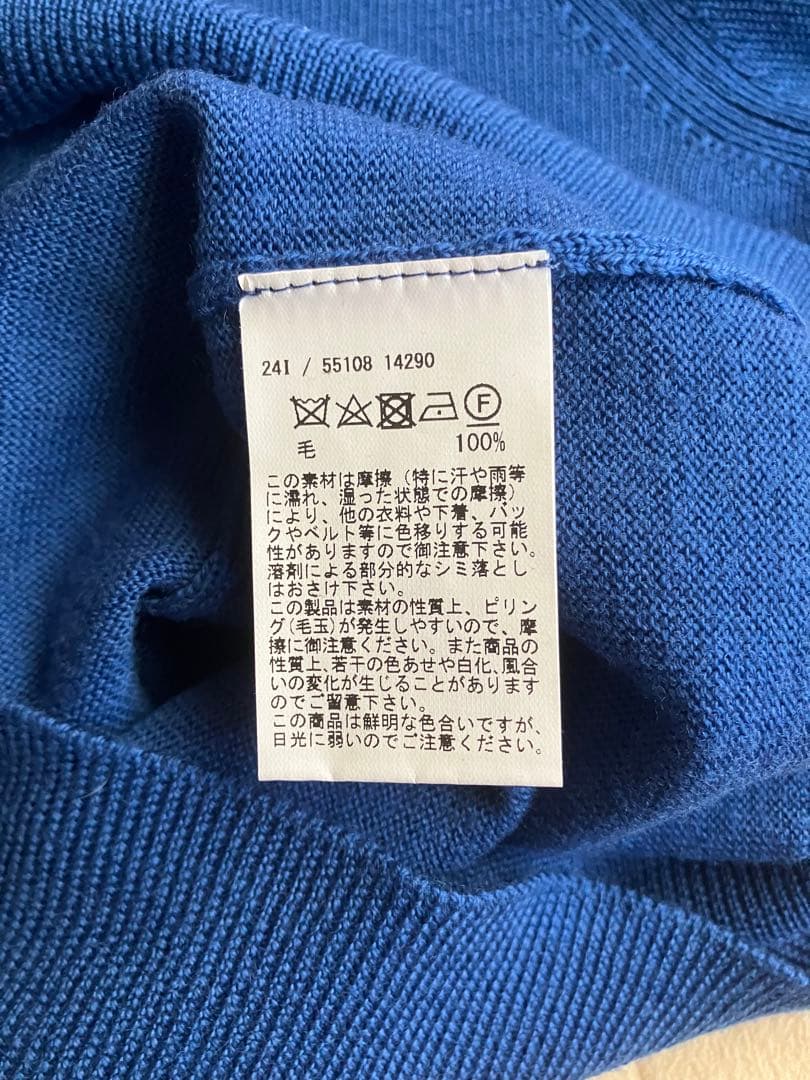 24I / 55108 14290
F
毛 100%
この素材は摩擦（特に汗や雨等
に濡れ、湿った状態での摩擦）
により、他の衣料や下着、バッ
クやベルト等に色移りする可能
性がありますので御注意下さい。
溶剤による部分的なシミ落とし
はおさけ下さい。
この製品は素材の性質上、ピリン
グ(毛玉)が発生しやすいので、摩
擦に御注意ください。また商品の
性質上、若干の色あせや白化、風合
いの変化が生じることがあります
のでご留意下さい。
この商品は鮮明な色合いですが、
日光に弱いのでご注意ください。